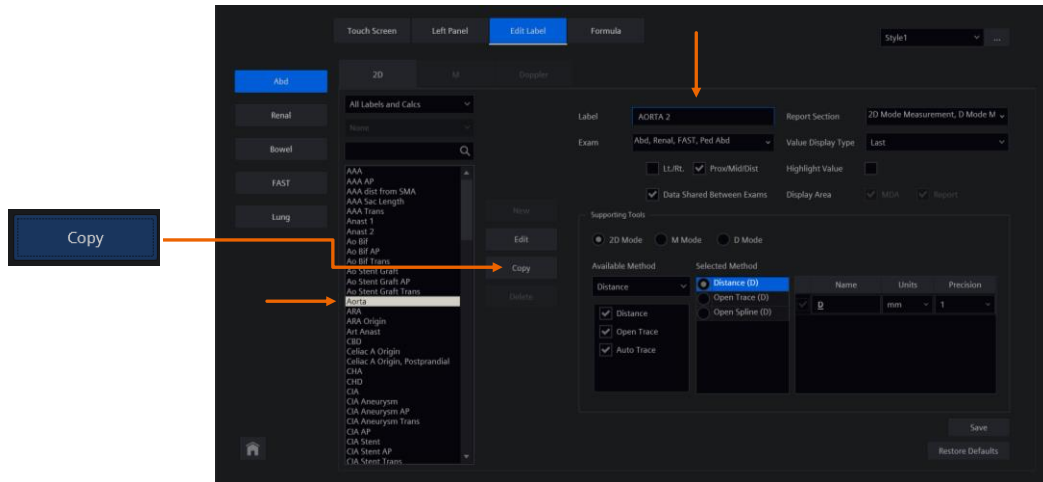 Touch Screen
Left Panel
Edit Label
Formula
Style1
...
Abd
Renal
Bowel
FAST
Lung
2D
M
Doppler
All Labels and Calcs
None
AAA
AAA AP
AAA dist from SMA
AAA Sac Length
AAA Trans
Anast 1
Anast 2
Ao Bif
Ao Bif AP
Ao Bif Trans
Ao Stent Graft
Ao Stent Graft AP
Ao Stent Graft Trans
Aorta
ARA
ARA Origin
Art Anast
CBD
Celiac A Origin
Celiac A Origin, Postprandial
CHA
CHD
CIA
CIA Aneurysm
CIA Aneurysm AP
CIA Aneurysm Trans
CIA AP
CIA Stent
CIA Stent AP
CIA Stent Trans
Copy
New
Edit
Copy
Delete
Label AORTA 2
Report Section 2D Mode Measurement, D Mode M
Exam Abd, Renal, FAST, Ped Abd
Value Display Type Last
Lt./Rt. Prox/Mid/Dist
Highlight Value
Data Shared Between Exams
Display Area MDA Report
Supporting Tools
2D Mode M Mode D Mode
Available Method
Distance
Distance
Open Trace
Auto Trace
Selected Method
Distance (D)
Open Trace (D)
Open Spline (D)
Name Units Precision
D mm 1
Save
Restore Defaults